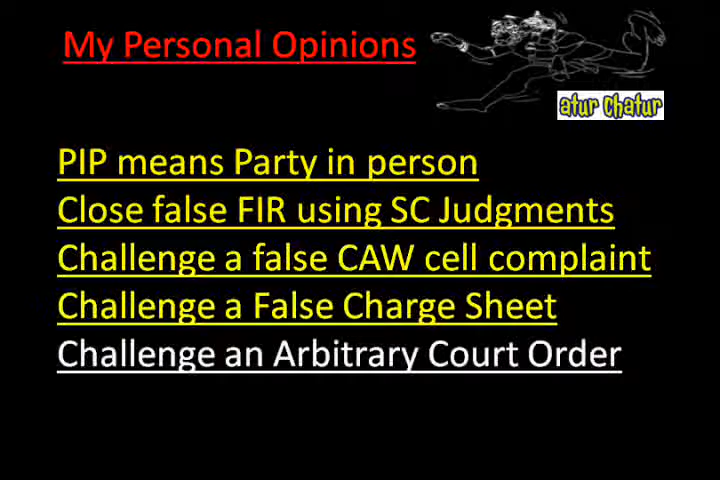 My Personal Opinions
atur chatur
PIP means Party in person
Close false FIR using SC Judgments
Challenge a false CAW cell complaint
Challenge a False Charge Sheet
Challenge an Arbitrary Court Order